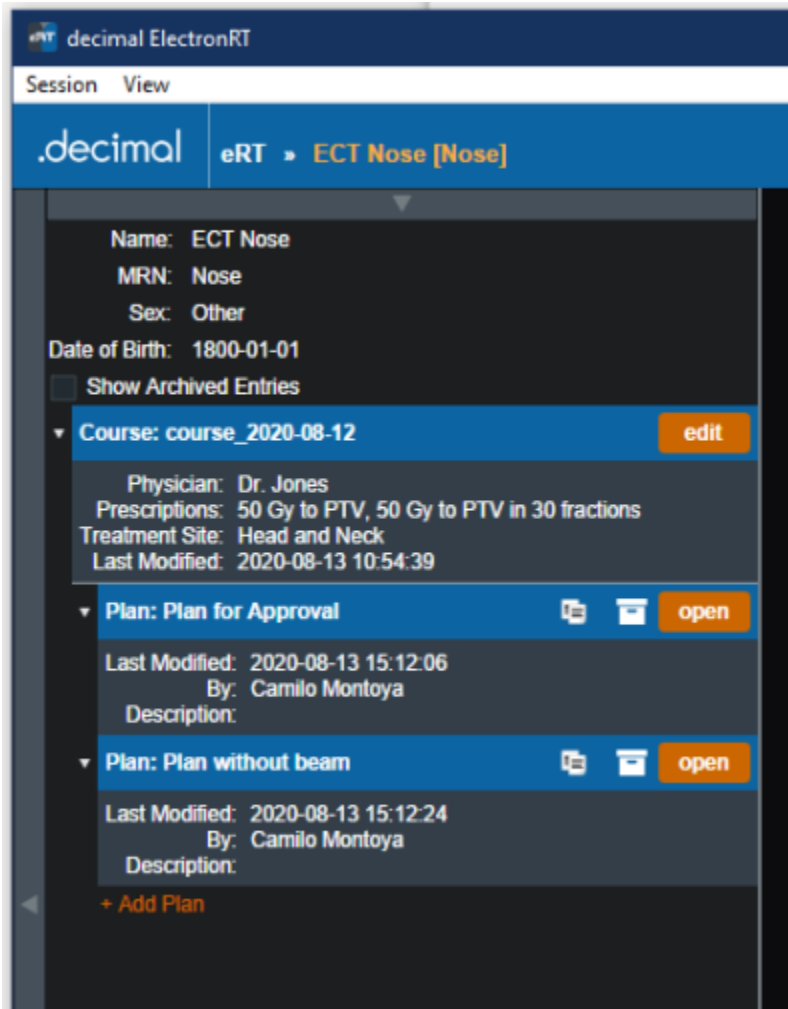 decimal ElectronRT
Session View
.decimal eRT » ECT Nose [Nose]
Name: ECT Nose
MRN: Nose
Sex: Other
Date of Birth: 1800-01-01
Show Archived Entries
Course: course_2020-08-12 edit
Physician: Dr. Jones
Prescriptions: 50 Gy to PTV, 50 Gy to PTV in 30 fractions
Treatment Site: Head and Neck
Last Modified: 2020-08-13 10:54:39
Plan: Plan for Approval open
Last Modified: 2020-08-13 15:12:06
By: Camilo Montoya
Description:
Plan: Plan without beam open
Last Modified: 2020-08-13 15:12:24
By: Camilo Montoya
Description:
+ Add Plan